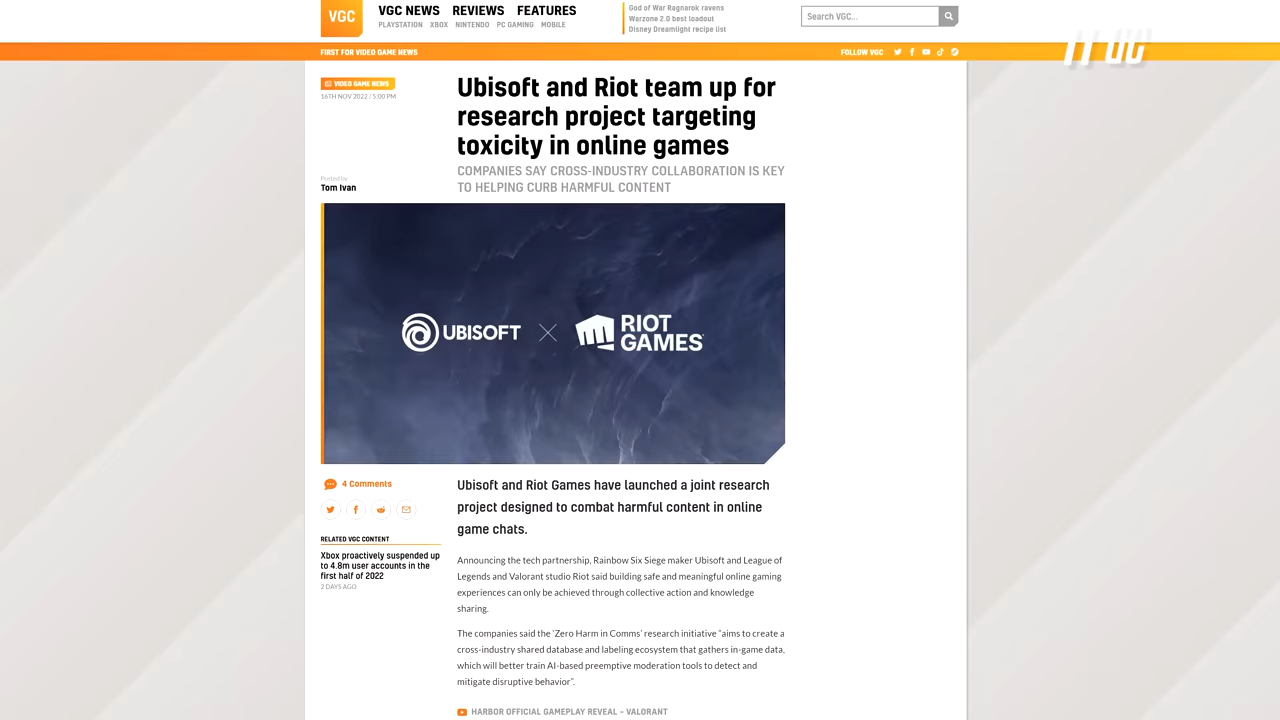 VGC
VGC NEWS REVIEWS FEATURES
PLAYSTATION XBOX NINTENDO PC GAMING MOBILE
God of War Ragnarok ravens
Warzone 2.0 best loadout
Disney Dreamlight recipe list
Search VGC...
FIRST FOR VIDEO GAME NEWS
FOLLOW VGC
VIDEO GAME NEWS
16TH NOV 2022 / 5:00 PM
Ubisoft and Riot team up for
research project targeting
toxicity in online games
COMPANIES SAY CROSS-INDUSTRY COLLABORATION IS KEY
TO HELPING CURB HARMFUL CONTENT
Posted by
Tom Ivan
UBISOFT
RIOT
GAMES
4 Comments
RELATED VGC CONTENT
Xbox proactively suspended up
to 4.8m user accounts in the
first half of 2022
2 DAYS AGO
Ubisoft and Riot Games have launched a joint research
project designed to combat harmful content in online
game chats.
Announcing the tech partnership, Rainbow Six Siege maker Ubisoft and League of
Legends and Valorant studio Riot said building safe and meaningful online gaming
experiences can only be achieved through collective action and knowledge
sharing.
The companies said the ‘Zero Harm in Comms’ research initiative “aims to create a
cross-industry shared database and labeling ecosystem that gathers in-game data,
which will better train AI-based preemptive moderation tools to detect and
mitigate disruptive behavior”.
HARBOR OFFICIAL GAMEPLAY REVEAL – VALORANT